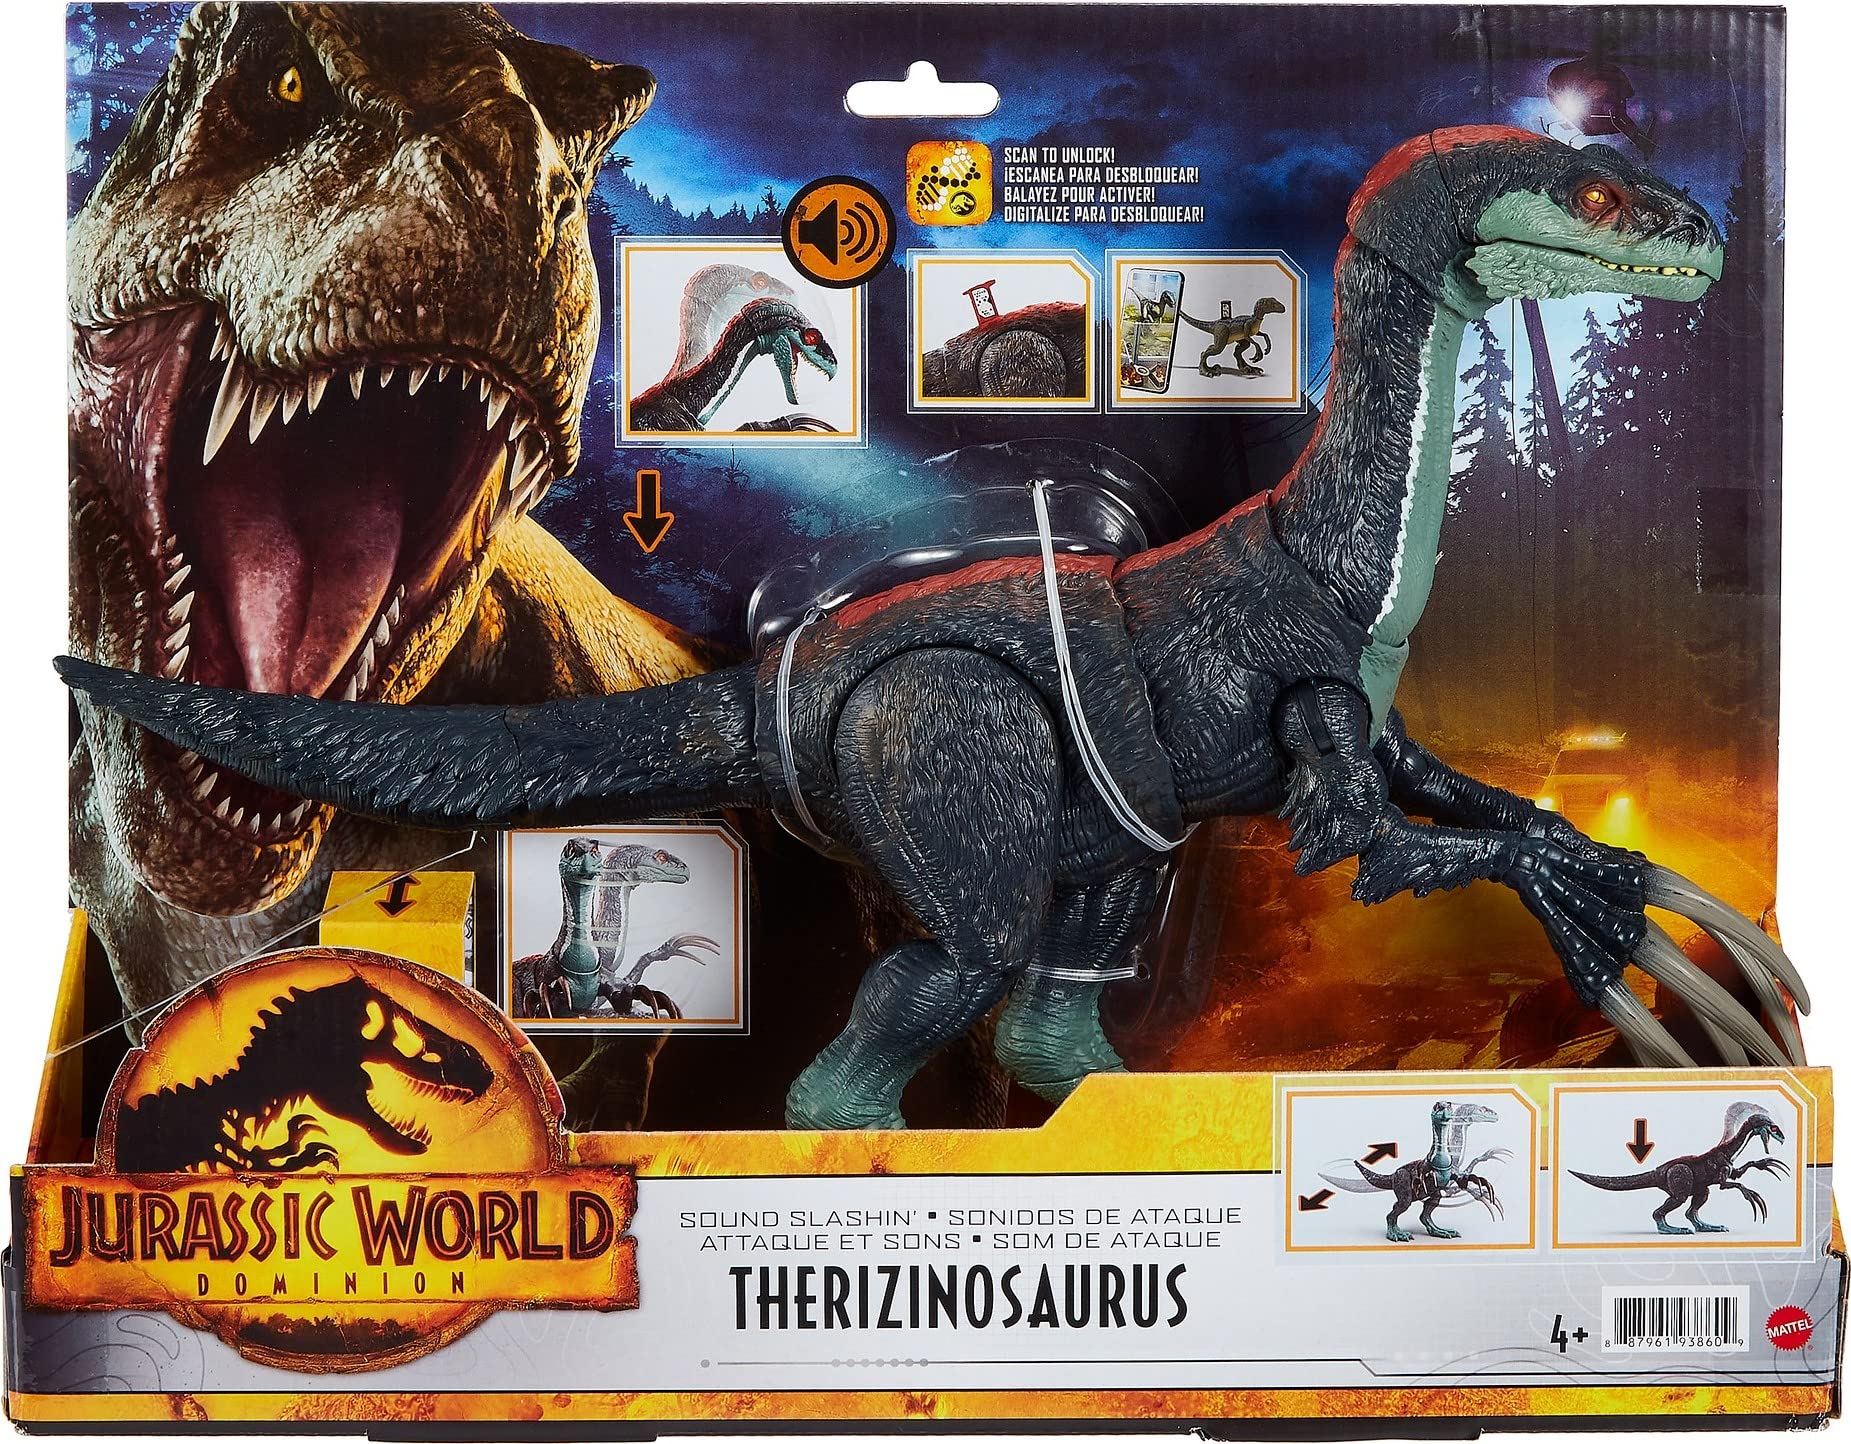 SCAN TO UNLOCK!
¡ESCANEA PARA DESBLOQUEAR!
BALAYEZ POUR ACTIVER!
DIGITALIZE PARA DESBLOQUEAR!
JURASSIC WORLD
DOMINION
SOUND SLASHIN' ▪ SONIDOS DE ATAQUE
ATTAQUE ET SONS ▪ SOM DE ATAQUE
THERIZINOSAURUS
4+
8 87961 93860 9
MATTEL